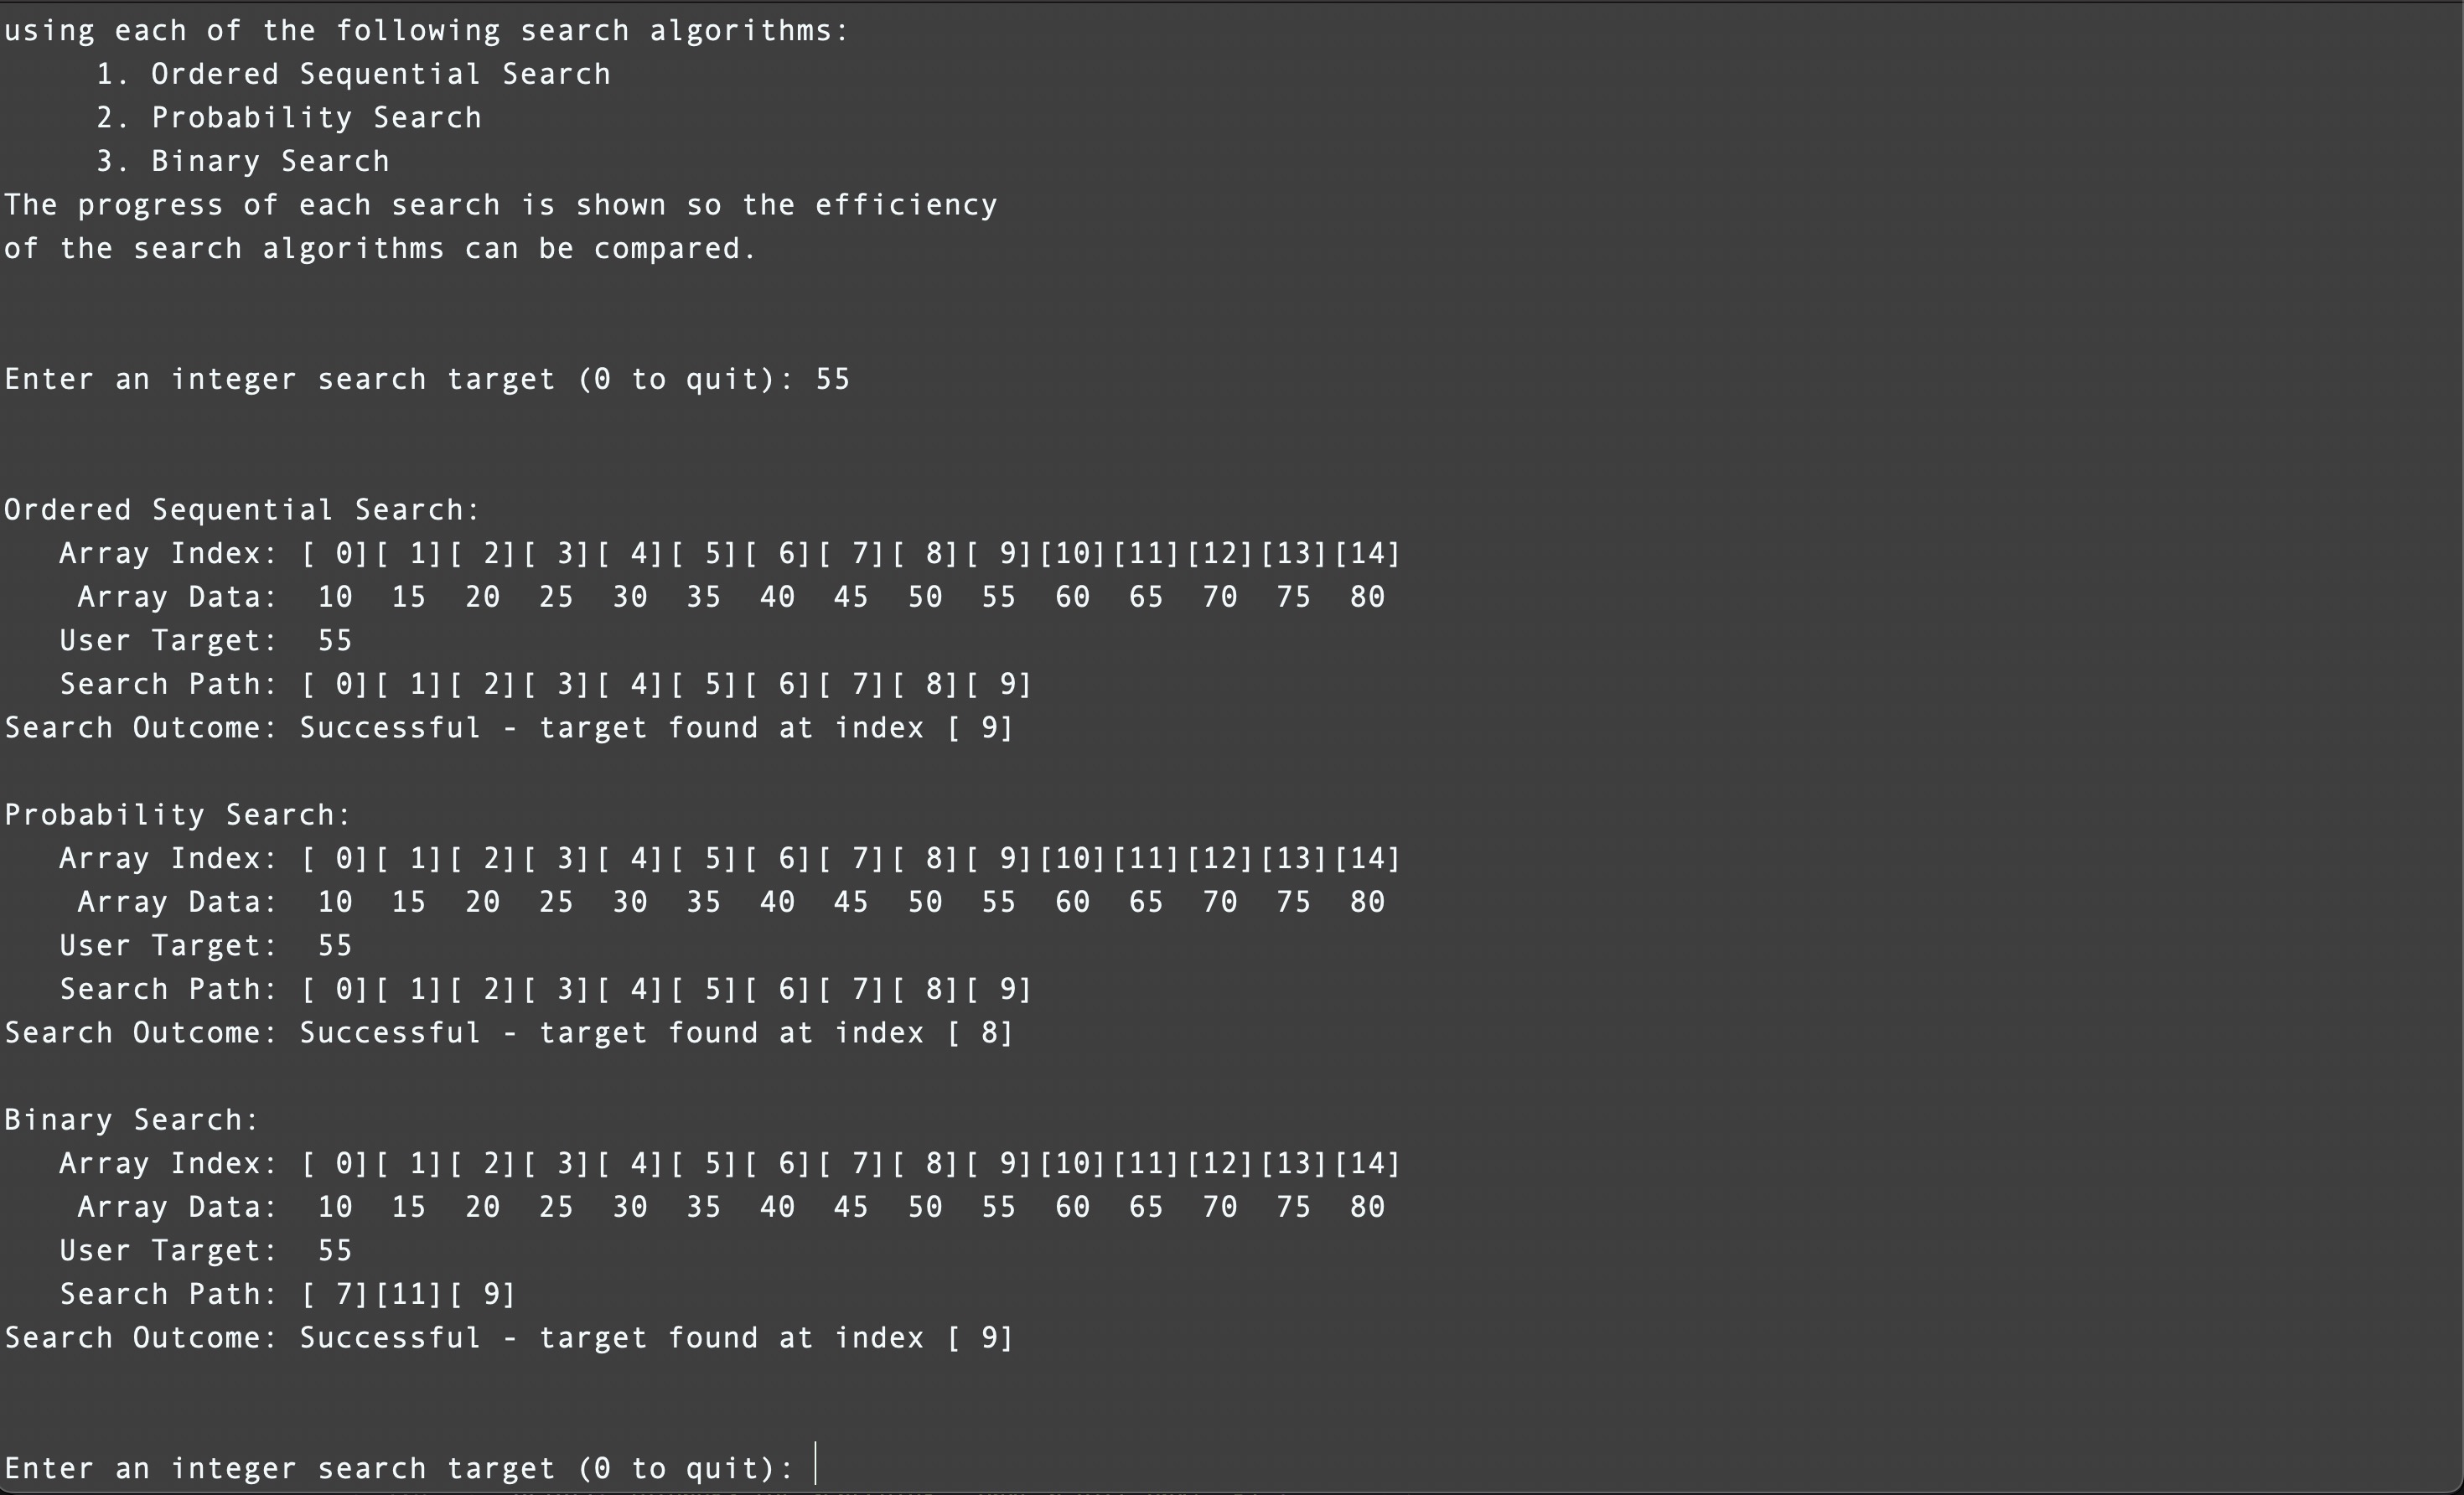 using each of the following search algorithms:
     1. Ordered Sequential Search
     2. Probability Search
     3. Binary Search
The progress of each search is shown so the efficiency
of the search algorithms can be compared.
Enter an integer search target (0 to quit): 55
Ordered Sequential Search:
   Array Index: [ 0][ 1][ 2][ 3][ 4][ 5][ 6][ 7][ 8][ 9][10][11][12][13][14]
    Array Data:  10  15  20  25  30  35  40  45  50  55  60  65  70  75  80
   User Target:  55
   Search Path: [ 0][ 1][ 2][ 3][ 4][ 5][ 6][ 7][ 8][ 9]
Search Outcome: Successful - target found at index [ 9]
Probability Search:
   Array Index: [ 0][ 1][ 2][ 3][ 4][ 5][ 6][ 7][ 8][ 9][10][11][12][13][14]
    Array Data:  10  15  20  25  30  35  40  45  50  55  60  65  70  75  80
   User Target:  55
   Search Path: [ 0][ 1][ 2][ 3][ 4][ 5][ 6][ 7][ 8][ 9]
Search Outcome: Successful - target found at index [ 8]
Binary Search:
   Array Index: [ 0][ 1][ 2][ 3][ 4][ 5][ 6][ 7][ 8][ 9][10][11][12][13][14]
    Array Data:  10  15  20  25  30  35  40  45  50  55  60  65  70  75  80
   User Target:  55
   Search Path: [ 7][11][ 9]
Search Outcome: Successful - target found at index [ 9]
Enter an integer search target (0 to quit):